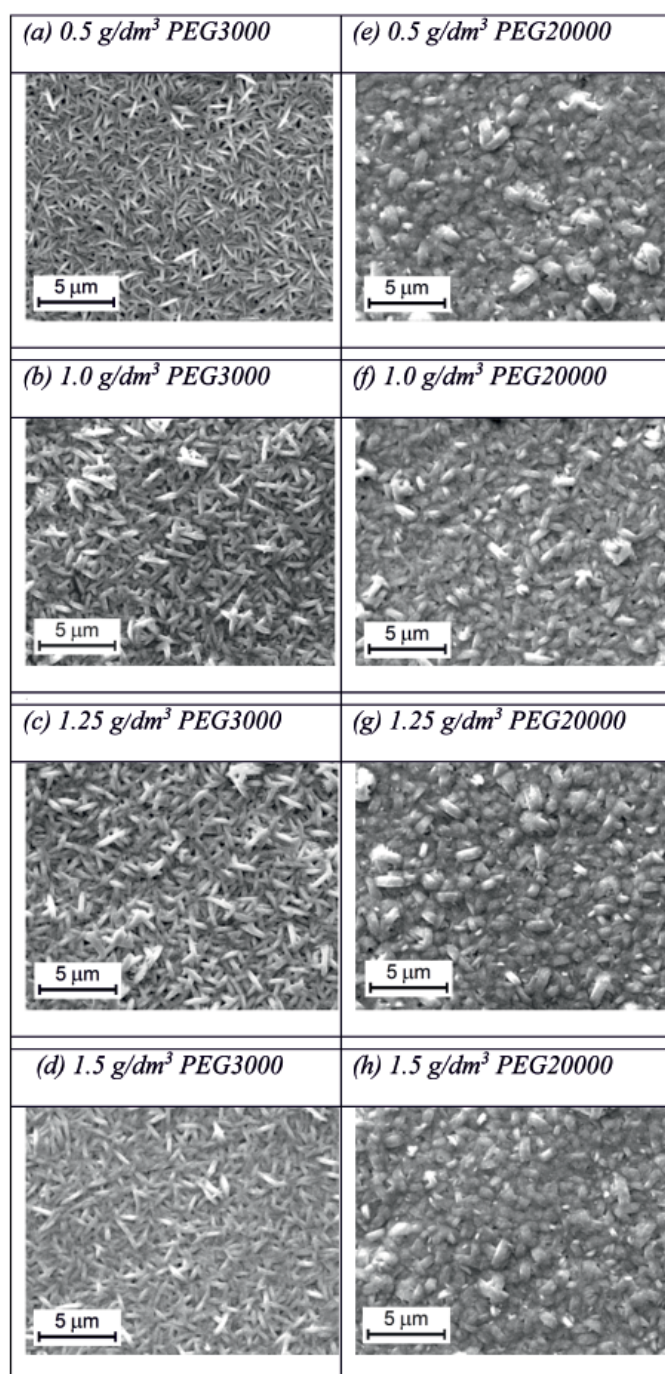 (a) 0.5 g/dm³ PEG3000
(e) 0.5 g/dm³ PEG20000
5 µm
5 µm
(b) 1.0 g/dm³ PEG3000
(f) 1.0 g/dm³ PEG20000
5 µm
5 µm
(c) 1.25 g/dm³ PEG3000
(g) 1.25 g/dm³ PEG20000
5 µm
5 µm
(d) 1.5 g/dm³ PEG3000
(h) 1.5 g/dm³ PEG20000
5 µm
5 µm